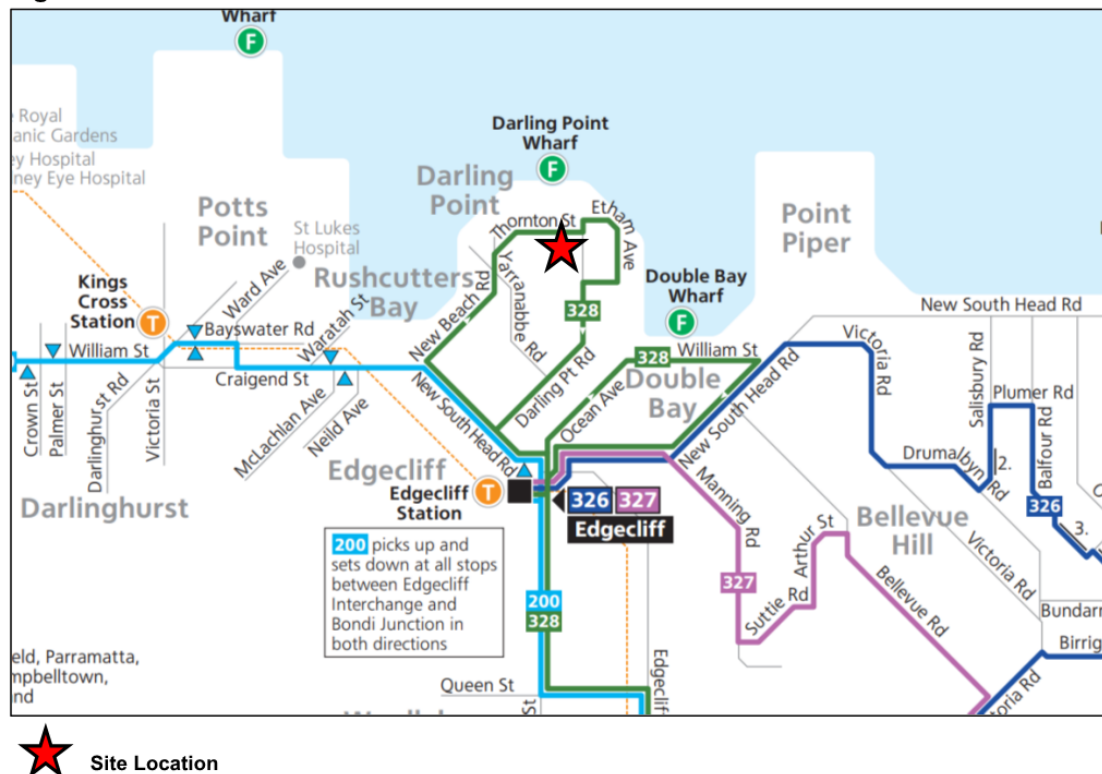 Wharf
F
Royal
anic Gardens
ey Hospital
ney Eye Hospital
Darling Point
Wharf
F
Darling
Point
Potts
Point
St Lukes
Hospital
Thornton St
Etham Ave
Point
Piper
Kings
Cross
Station
T
Ward Ave
Rushcutters
Bay
Yarranabbe Rd
New Beach Rd
Double Bay
Wharf
F
New South Head Rd
328
Bayswater Rd
Waratah St
William St
Craigend St
328
William St
Victoria Rd
Salisbury Rd
Plumer Rd
Crown St
Palmer St
Darlinghurst Rd
Victoria St
McLachlan Ave
Neild Ave
New South Head Rd
Darling Pt Rd
Ocean Ave
Double
Bay
New South Head Rd
Balfour Rd
Drumalbyn Rd
2.
Darlinghurst
Edgecliff
Edgecliff
Station
T
326
327
Edgecliff
Manning Rd
Arthur St
Bellevue
Hill
326
3.
200 picks up and
sets down at all stops
between Edgecliff
Interchange and
Bondi Junction in
both directions
200
328
327
Suttie Rd
Bellevue Rd
Victoria Rd
Victoria Rd
Bundarr
Birrig
eld, Parramatta,
mpbelltown,
nd
Queen St
St
Edgecliff
toria Rd
Site Location